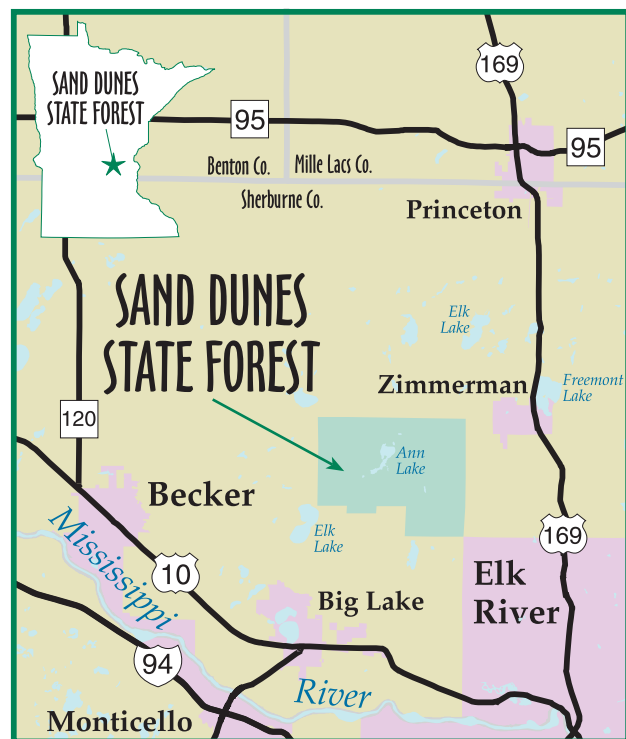 169
SAND DUNES
STATE FOREST
95
95
Benton Co.
Mille Lacs Co.
Sherburne Co.
Princeton
SAND DUNES
STATE FOREST
Elk
Lake
Zimmerman
Freemont
Lake
120
Ann
Lake
Becker
Elk
Lake
169
Mississippi
10
Elk
River
Big Lake
94
River
Monticello